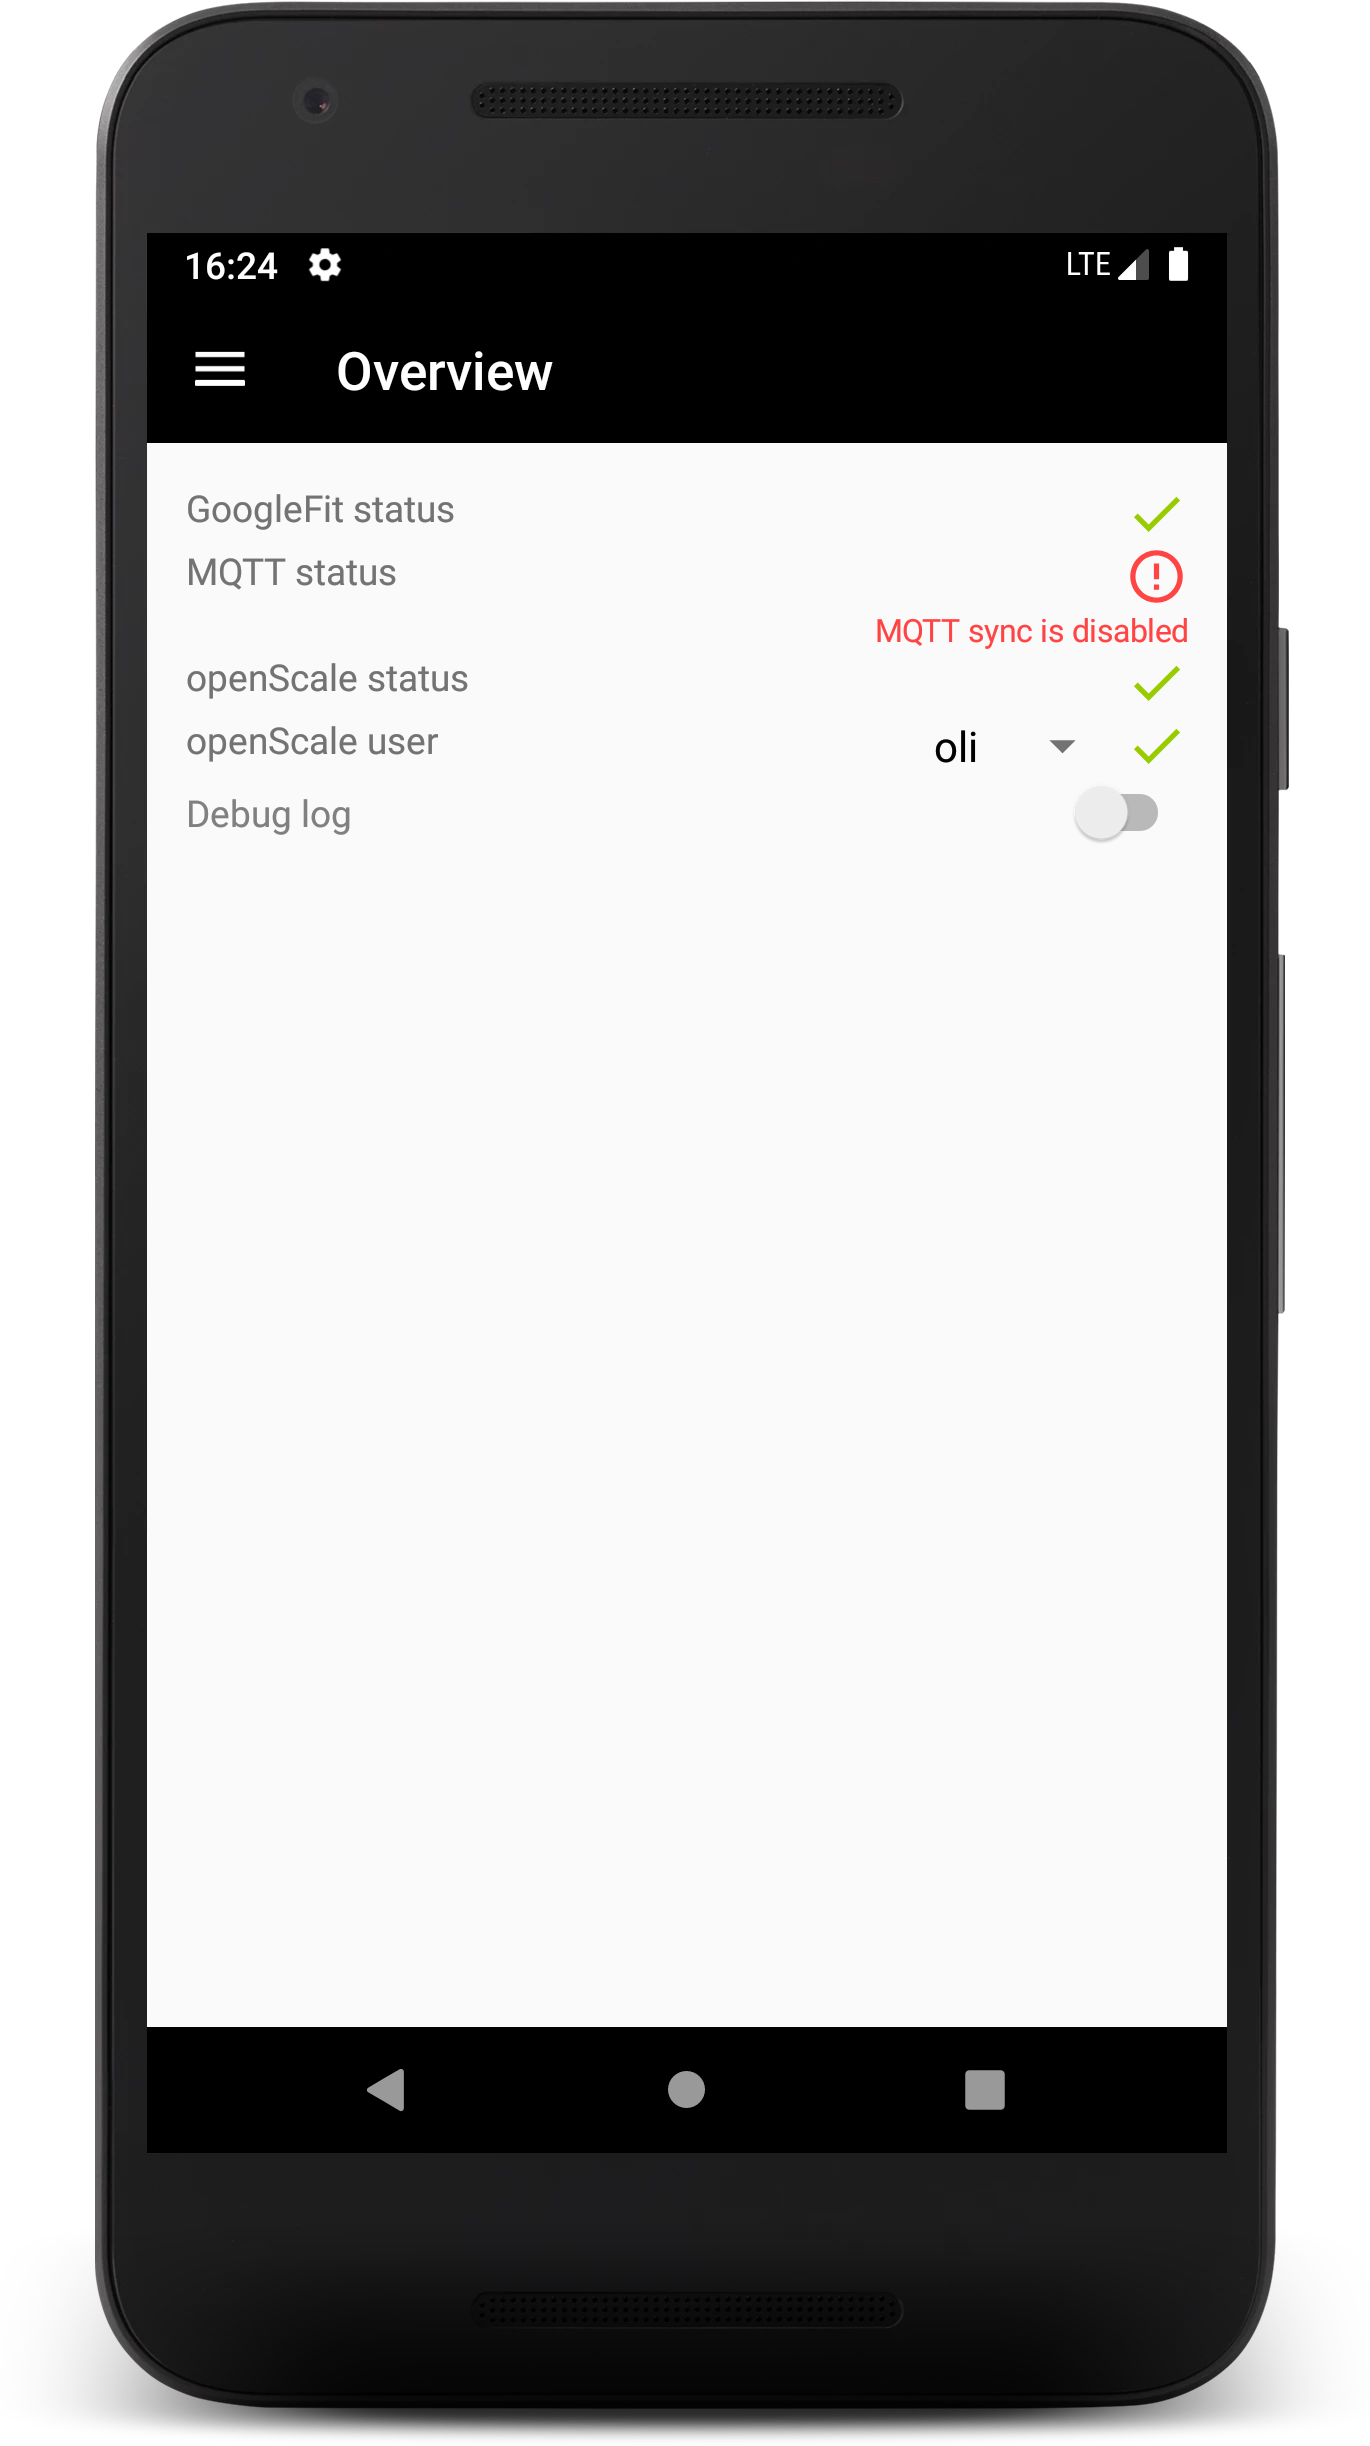 16:24 LTE
Overview
GoogleFit status
MQTT status
MQTT sync is disabled
openScale status
openScale user oli
Debug log